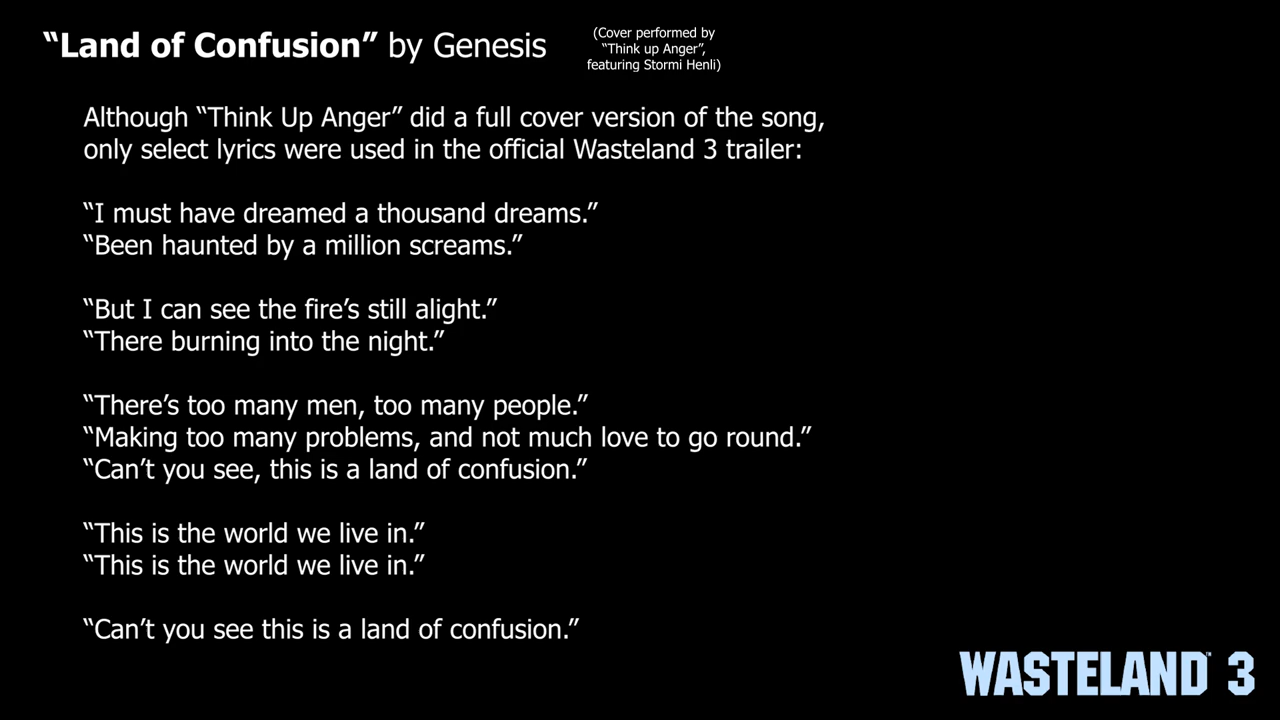 “Land of Confusion” by Genesis
(Cover performed by
“Think up Anger”,
featuring Stormi Henli)
Although “Think Up Anger” did a full cover version of the song,
only select lyrics were used in the official Wasteland 3 trailer:
“I must have dreamed a thousand dreams.”
“Been haunted by a million screams.”
“But I can see the fire’s still alight.”
“There burning into the night.”
“There’s too many men, too many people.”
“Making too many problems, and not much love to go round.”
“Can’t you see, this is a land of confusion.”
“This is the world we live in.”
“This is the world we live in.”
“Can’t you see this is a land of confusion.”
WASTELAND™ 3